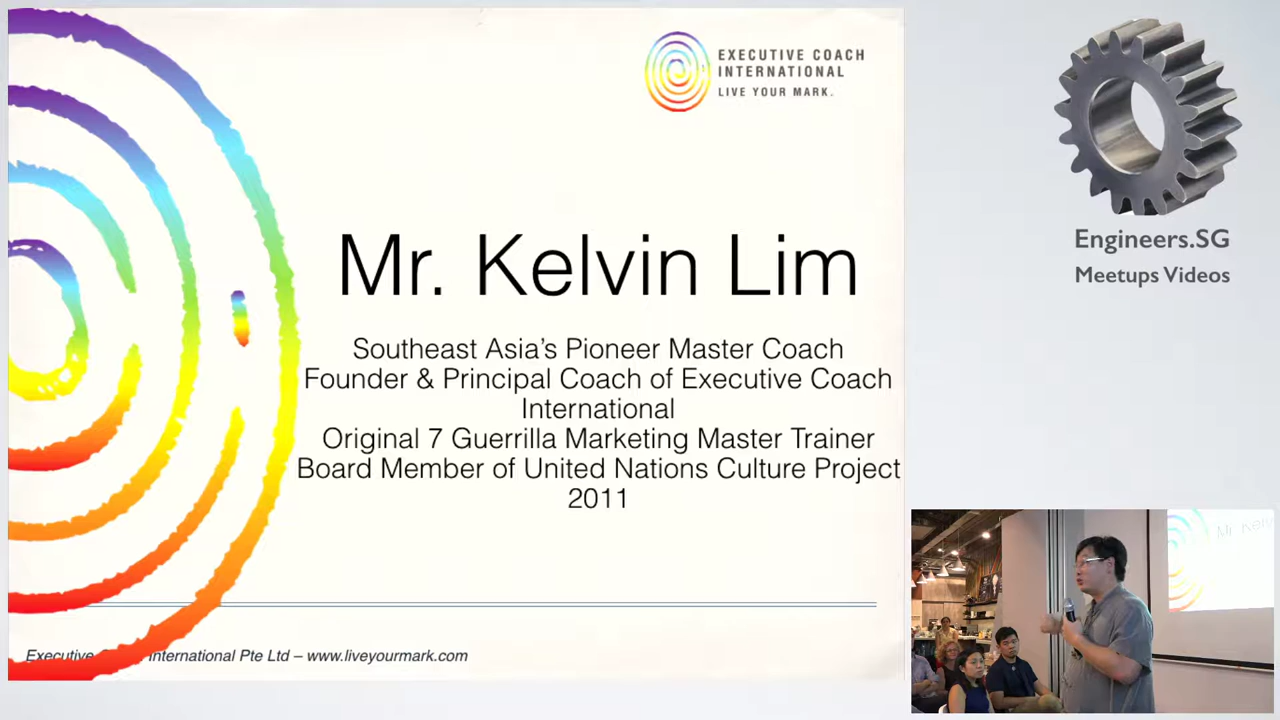 EXECUTIVE COACH
INTERNATIONAL
LIVE YOUR MARK.
Mr. Kelvin Lim
Southeast Asia's Pioneer Master Coach
Founder & Principal Coach of Executive Coach
International
Original 7 Guerrilla Marketing Master Trainer
Board Member of United Nations Culture Project
2011
Executive International Pte Ltd – www.liveyourmark.com
Engineers.SG
Meetups Videos
Mr.